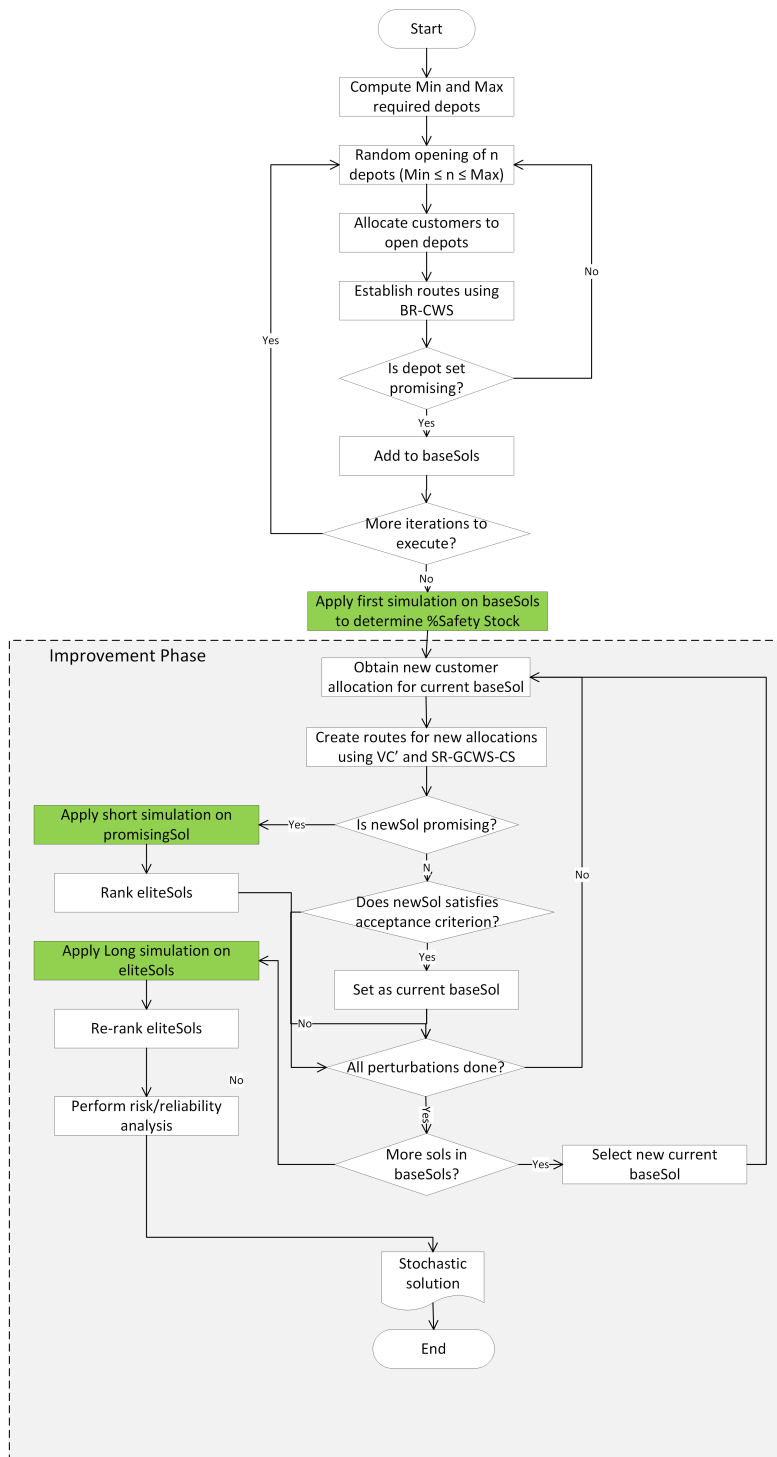 Start
Compute Min and Max
required depots
Random opening of n
depots (Min ≤ n ≤ Max)
Allocate customers to
open depots
No
Establish routes using
BR-CWS
Yes
Is depot set
promising?
Yes
Add to baseSols
More iterations to
execute?
No
Apply first simulation on baseSols
to determine %Safety Stock
Improvement Phase
Obtain new customer
allocation for current baseSol
Create routes for new allocations
using VC’ and SR-GCWS-CS
Apply short simulation on
promisingSol
Yes
Is newSol promising?
N
No
Rank eliteSols
Does newSol satisfies
acceptance criterion?
Yes
Apply Long simulation on
eliteSols
Set as current baseSol
Re-rank eliteSols
No
All perturbations done?
No
Yes
Perform risk/reliability
analysis
More sols in
baseSols?
Yes
Select new current
baseSol
Stochastic
solution
End